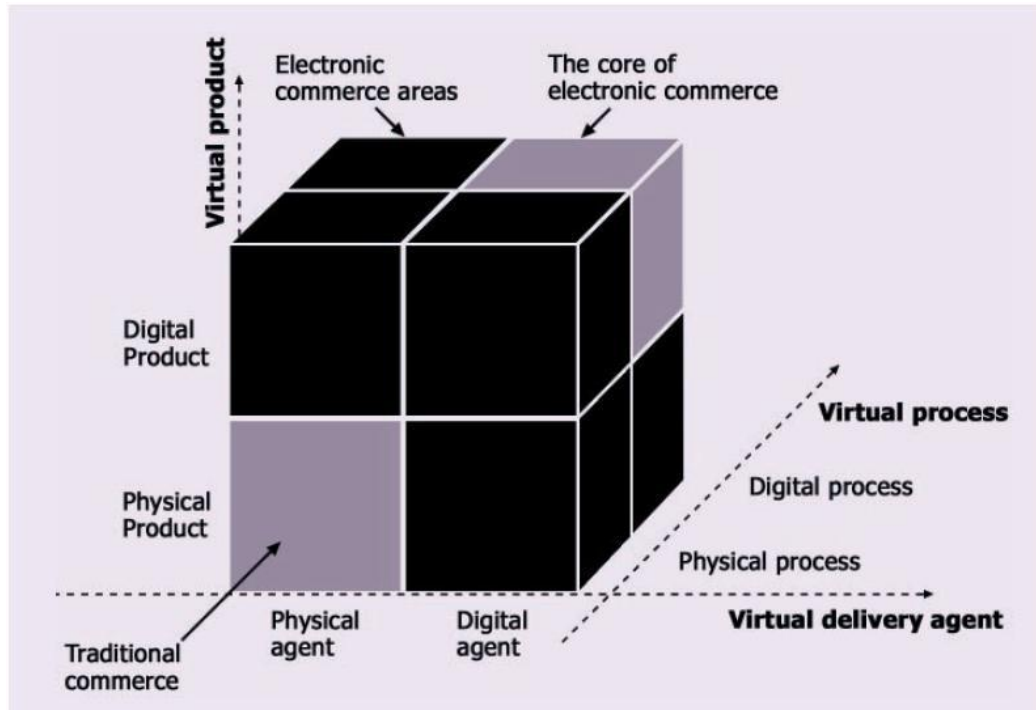 Electronic
commerce areas
The core of
electronic commerce
Virtual product
Digital
Product
Virtual process
Digital process
Physical
Product
Physical process
Physical
agent
Digital
agent
Virtual delivery agent
Traditional
commerce